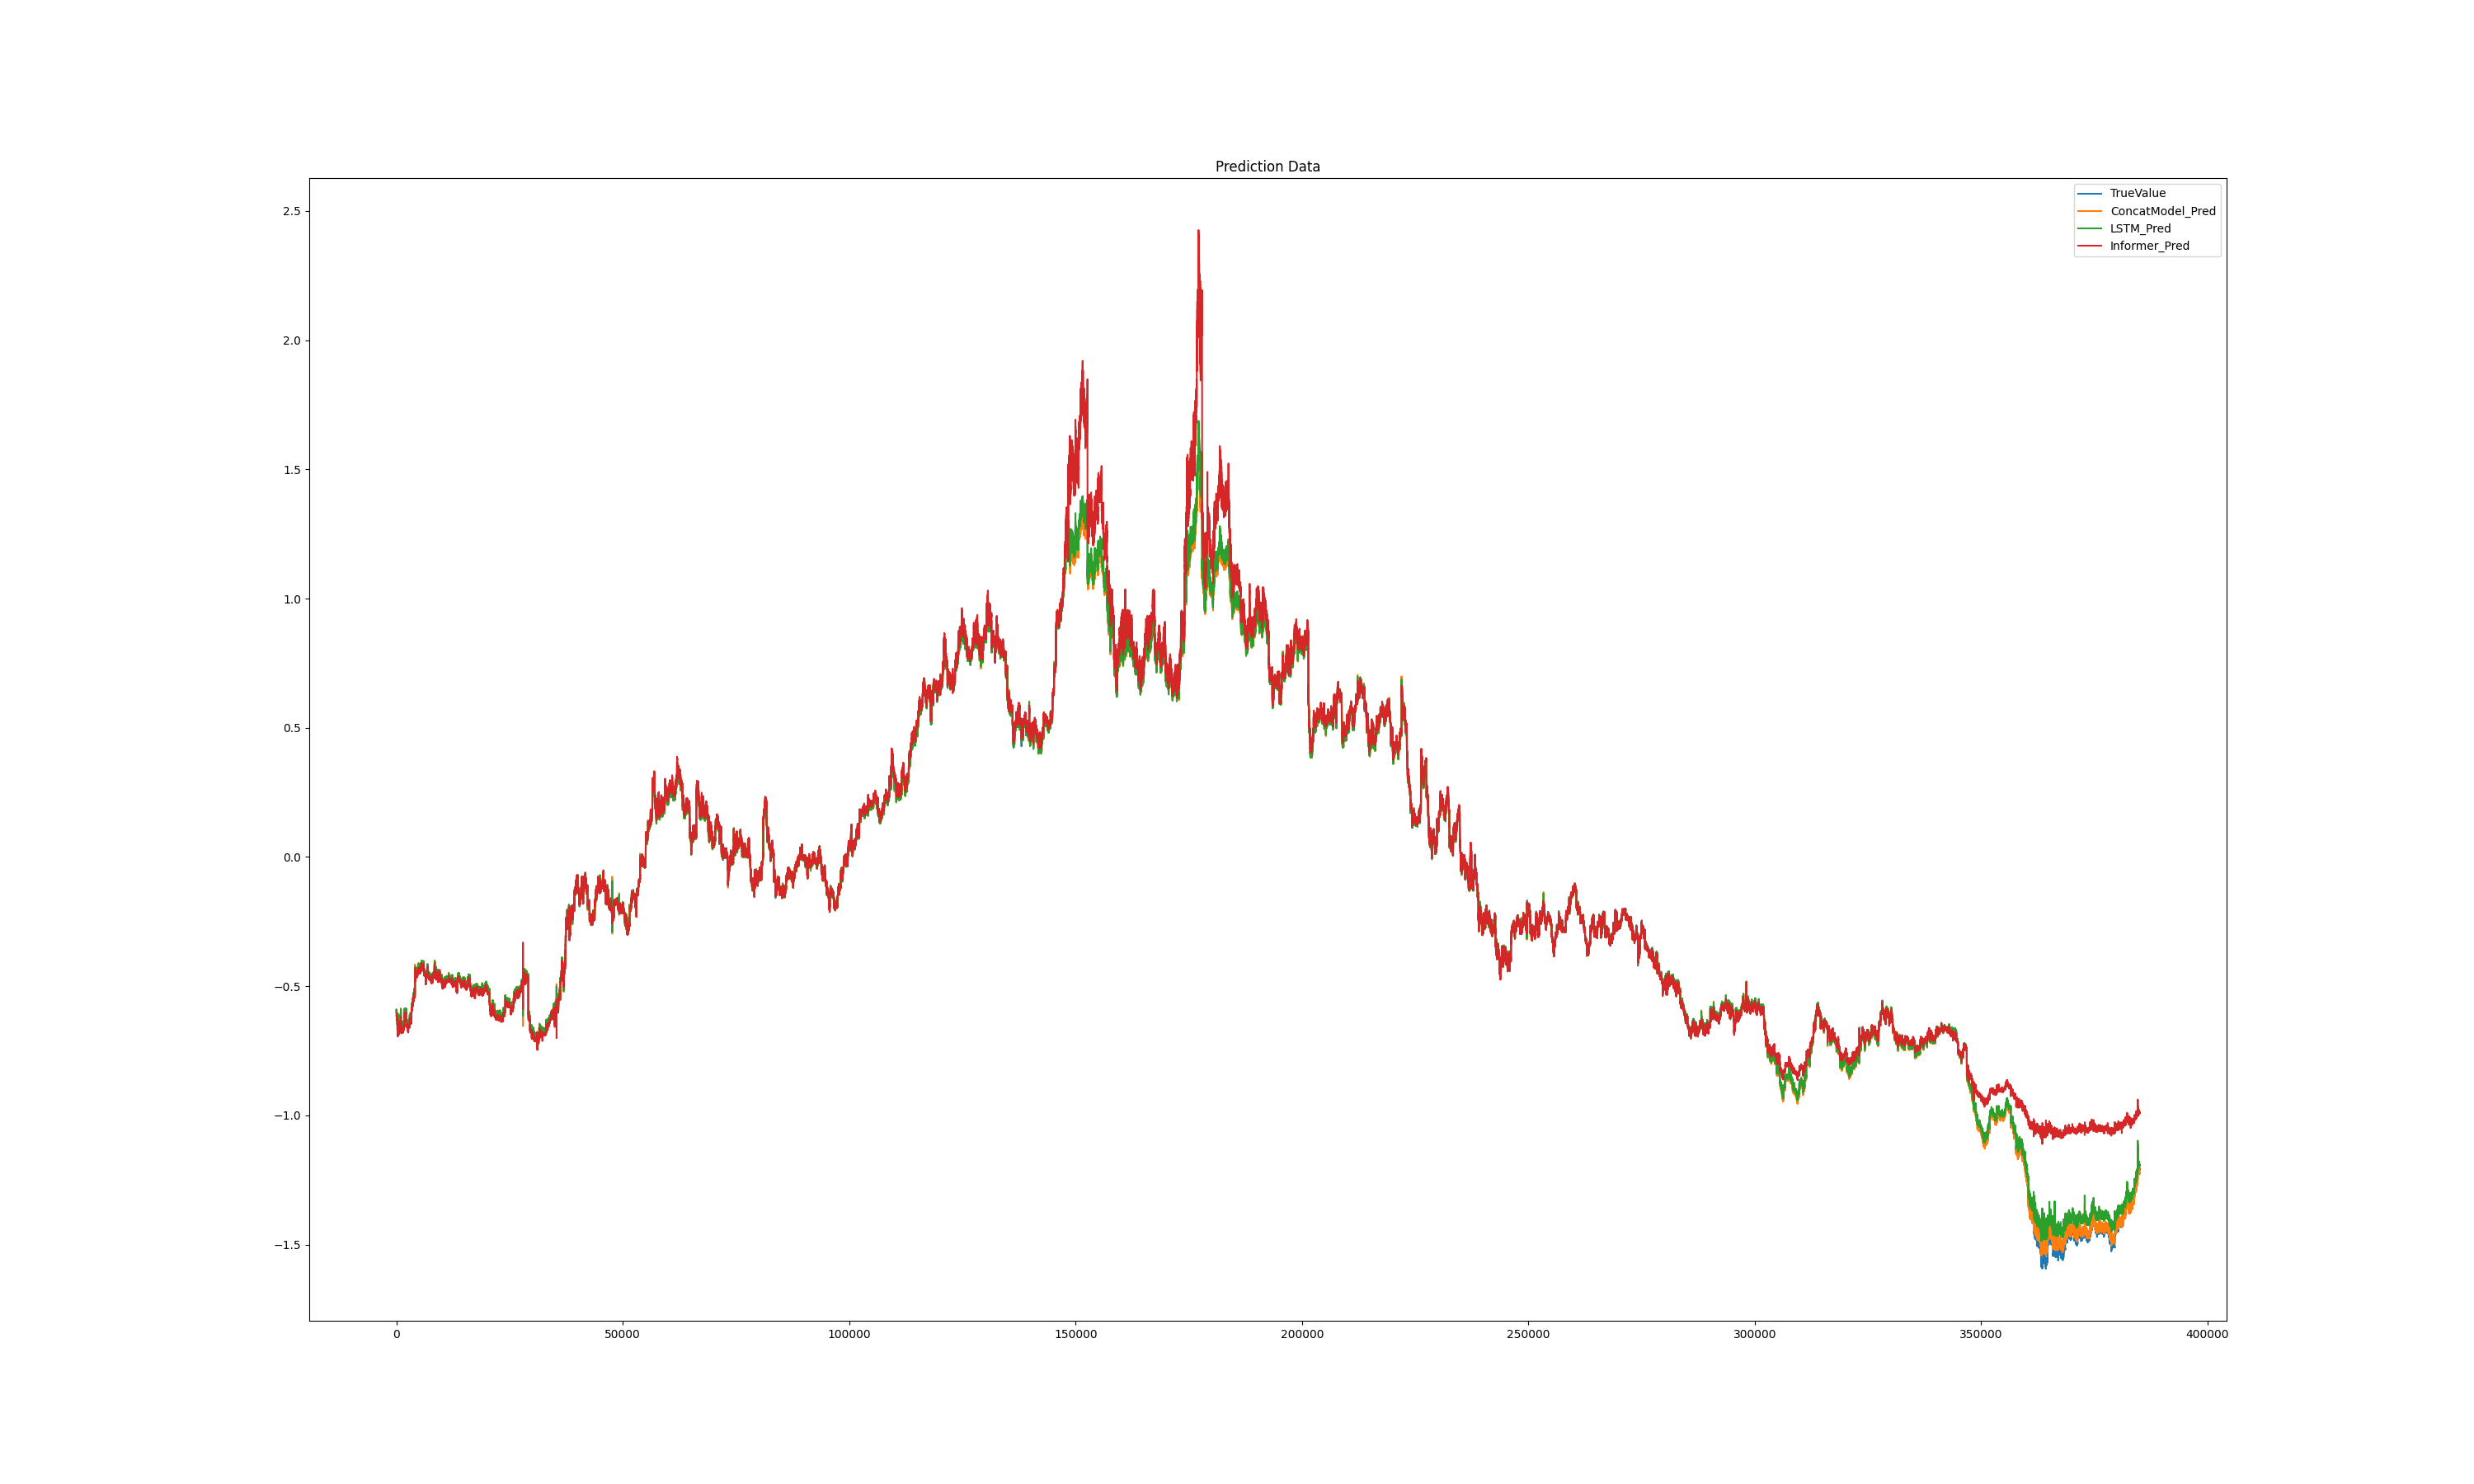 Prediction Data
TrueValue
ConcatModel_Pred
LSTM_Pred
Informer_Pred
2.5
2.0
1.5
1.0
0.5
0.0
−0.5
−1.0
−1.5
0 50000 100000 150000 200000 250000 300000 350000 400000